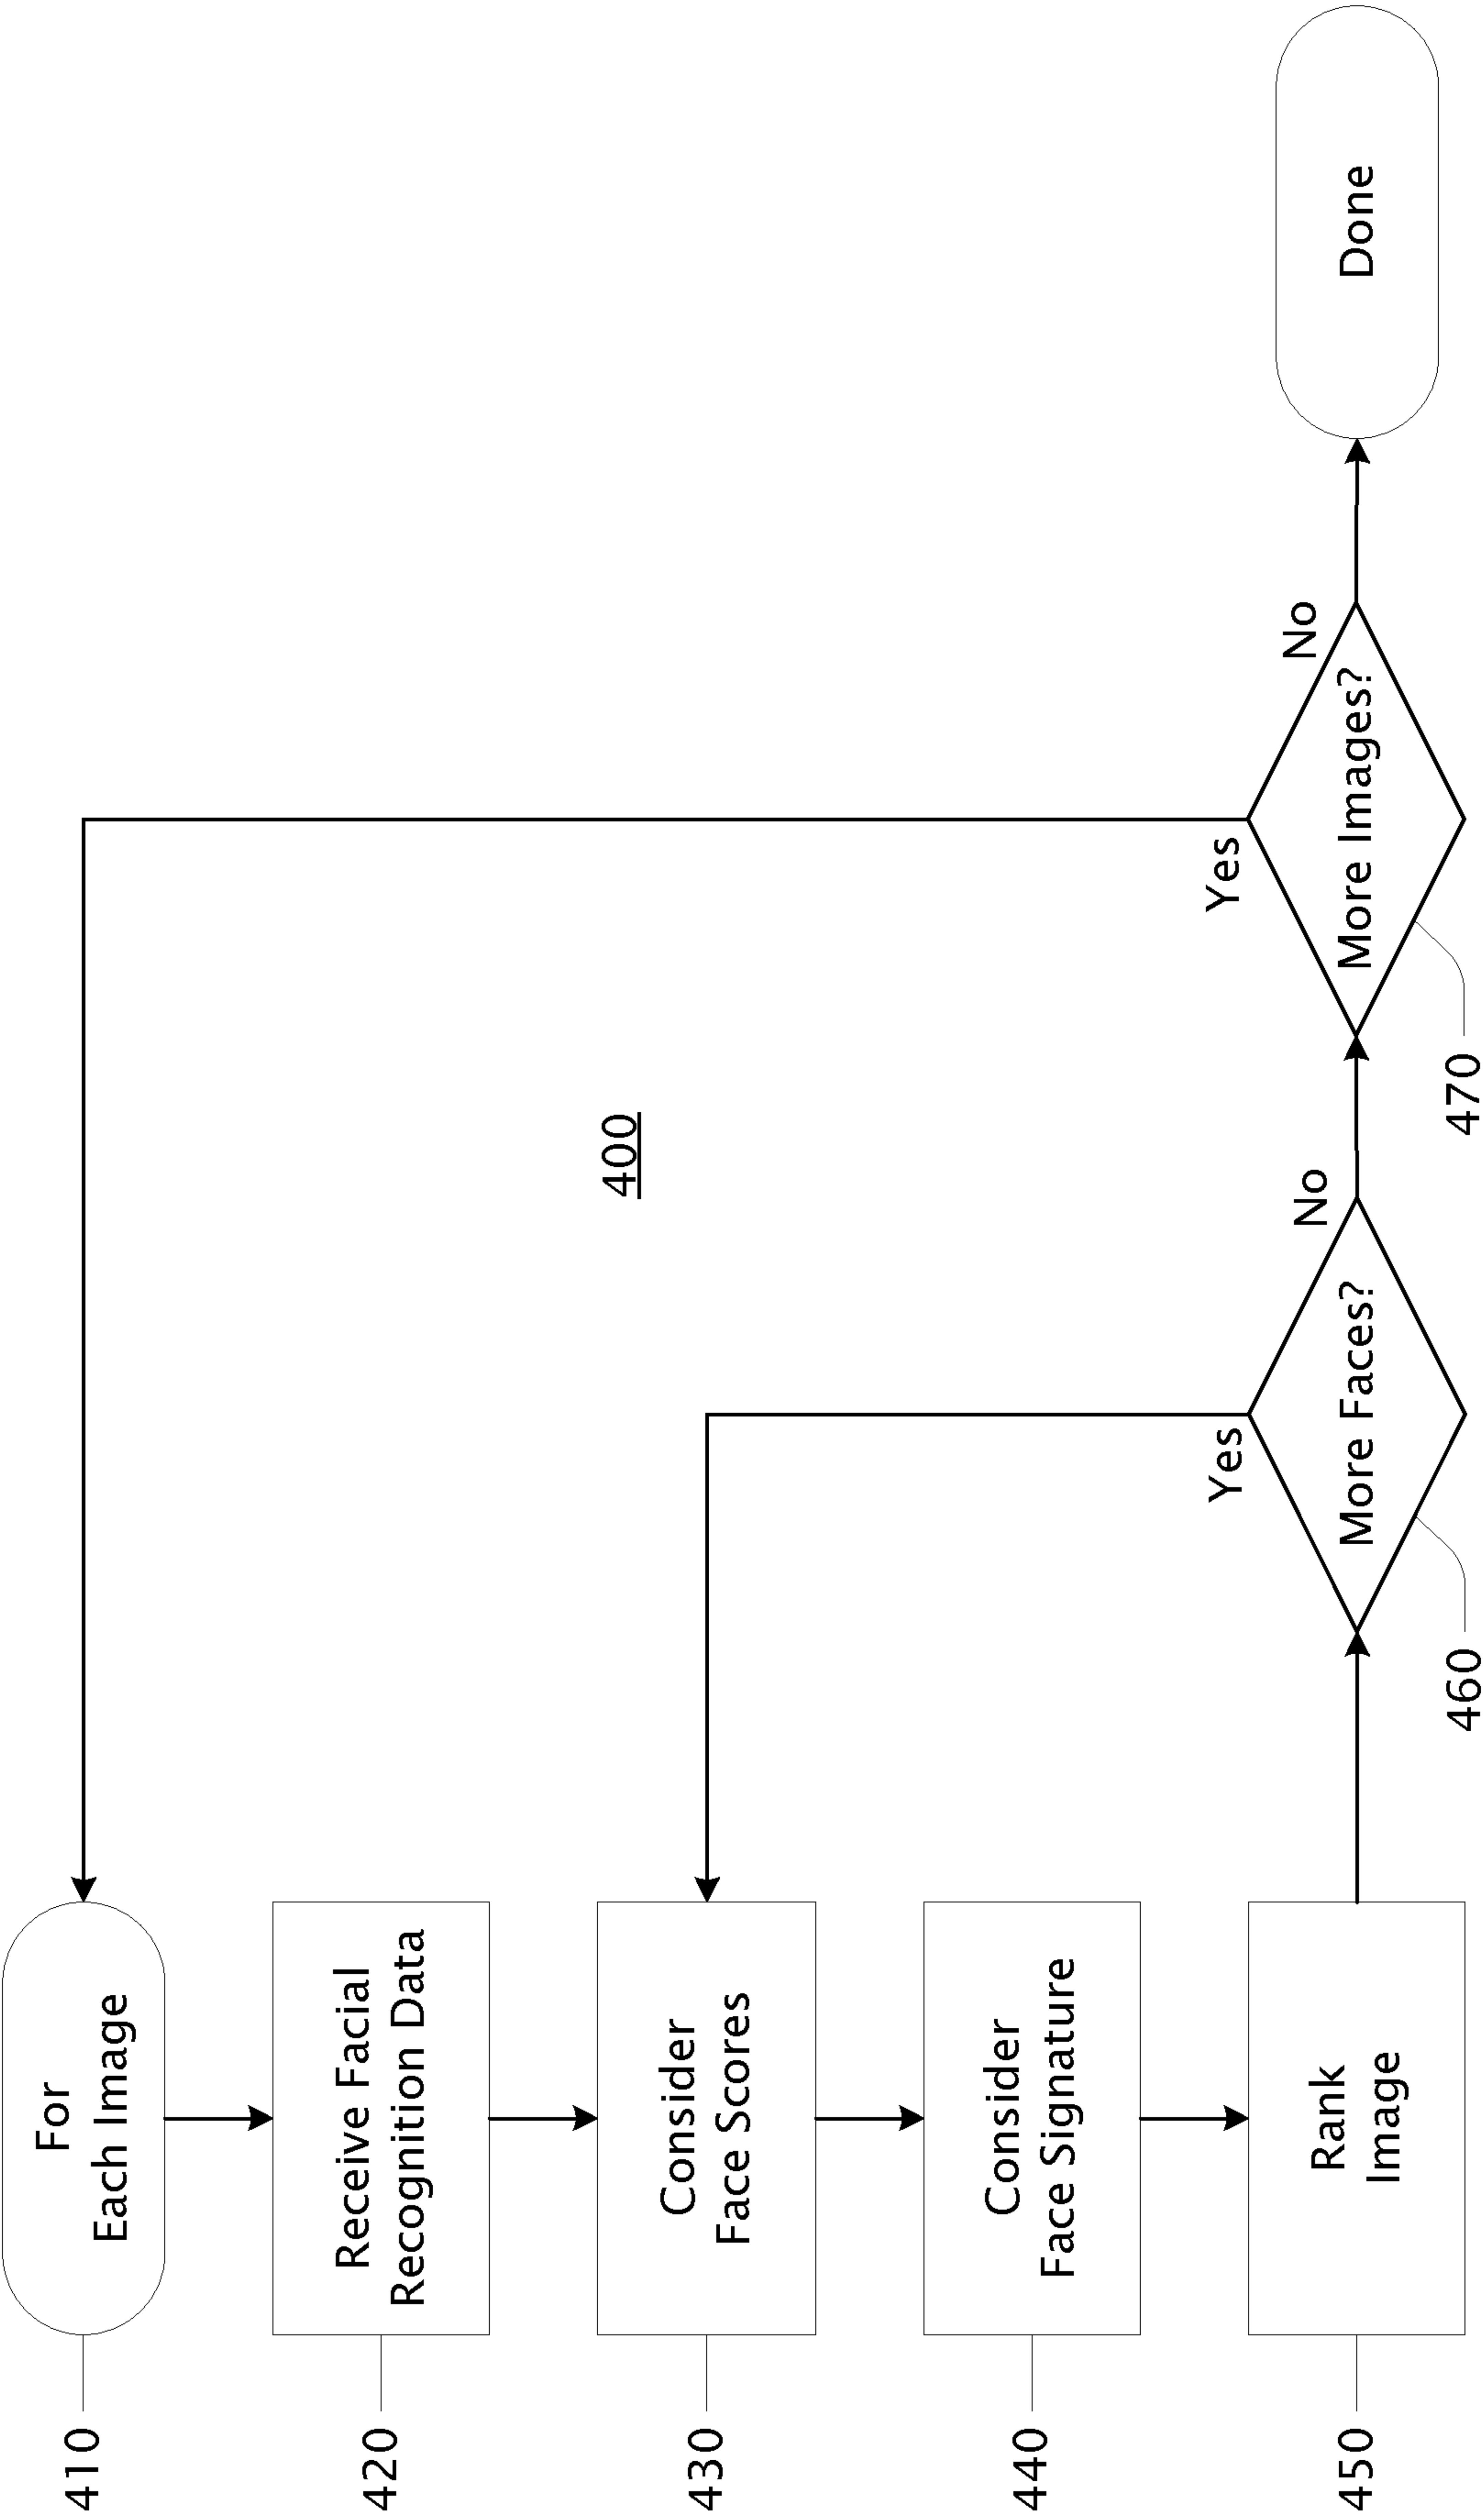 410
For
Each Image
420
Receive Facial
Recognition Data
430
Consider
Face Scores
440
Consider
Face Signature
450
Rank
Image
400
Yes
More Faces?
No
460
Yes
More Images?
No
470
Done